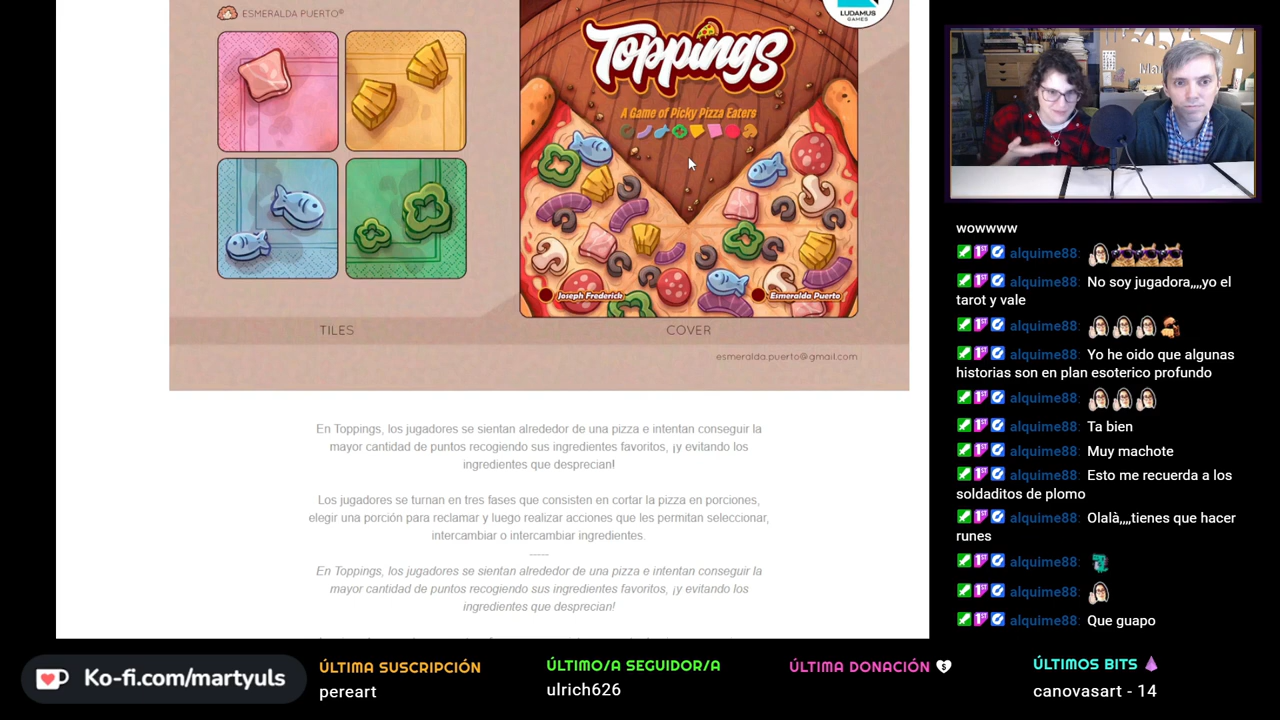 ESMERALDA PUERTO®
LUDAMUS
GAMES
Toppings
A Game of Picky Pizza Eaters
Joseph Frederick
Esmeralda Puerto
TILES
COVER
esmeralda.puerto@gmail.com
En Toppings, los jugadores se sientan alrededor de una pizza e intentan conseguir la
mayor cantidad de puntos recogiendo sus ingredientes favoritos, ¡y evitando los
ingredientes que desprecian!
Los jugadores se turnan en tres fases que consisten en cortar la pizza en porciones,
elegir una porción para reclamar y luego realizar acciones que les permitan seleccionar,
intercambiar o intercambiar ingredientes.
-----
En Toppings, los jugadores se sientan alrededor de una pizza e intentan conseguir la
mayor cantidad de puntos recogiendo sus ingredientes favoritos, ¡y evitando los
ingredientes que desprecian!
wowwww
alquime88:
alquime88: No soy jugadora,,,,yo el
tarot y vale
alquime88:
alquime88: Yo he oido que algunas
historias son en plan esoterico profundo
alquime88:
alquime88: Ta bien
alquime88: Muy machote
alquime88: Esto me recuerda a los
soldaditos de plomo
alquime88: Olalà,,,,tienes que hacer
runes
alquime88:
alquime88:
alquime88: Que guapo
Ko-fi.com/martyuls
ÚLTIMA SUSCRIPCIÓN
pereart
ÚLTIMO/A SEGUIDOR/A
ulrich626
ÚLTIMA DONACIÓN
ÚLTIMOS BITS
canovasart - 14